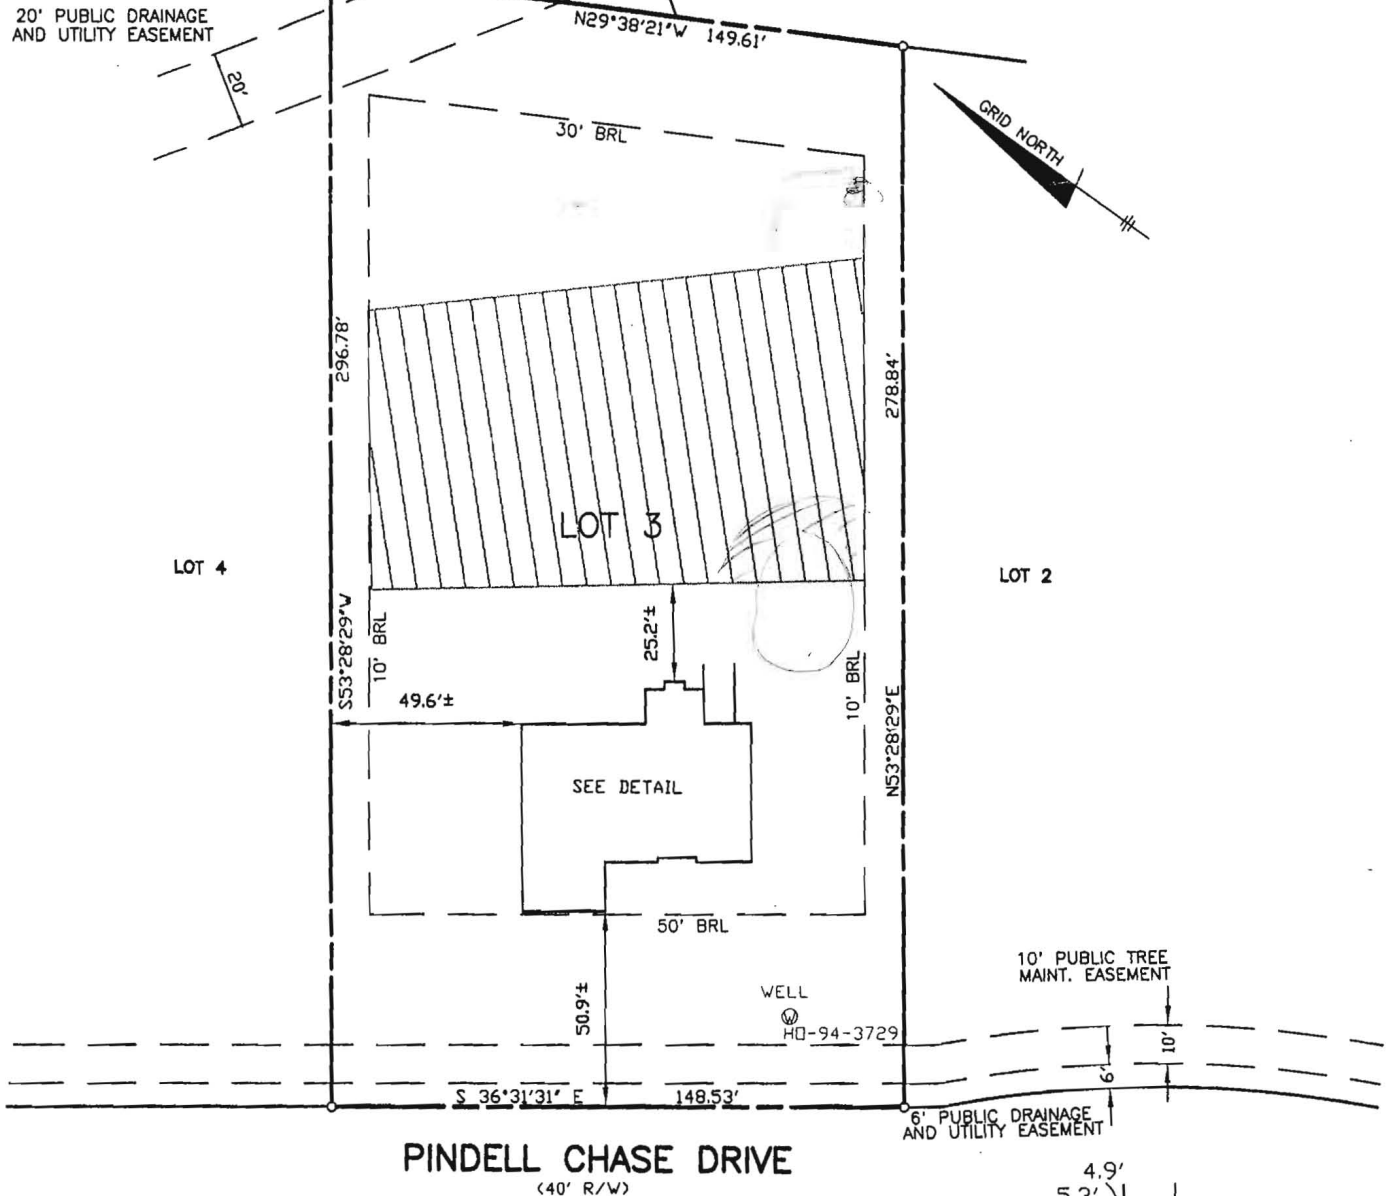 20' PUBLIC DRAINAGE
AND UTILITY EASEMENT
20'
N29°38'21"W 149.61'
GRID NORTH
30' BRL
296.78'
278.84'
LOT 3
LOT 4
LOT 2
S53°28'29"W
10' BRL
25.2'±
10' BRL
N53°28'29"E
49.6'±
SEE DETAIL
50' BRL
50.9'±
WELL
W
HO-94-3729
10' PUBLIC TREE
MAINT. EASEMENT
10'
6'
S 36°31'31" E 148.53'
6' PUBLIC DRAINAGE
AND UTILITY EASEMENT
PINDELL CHASE DRIVE
(40' R/W)
4.9'